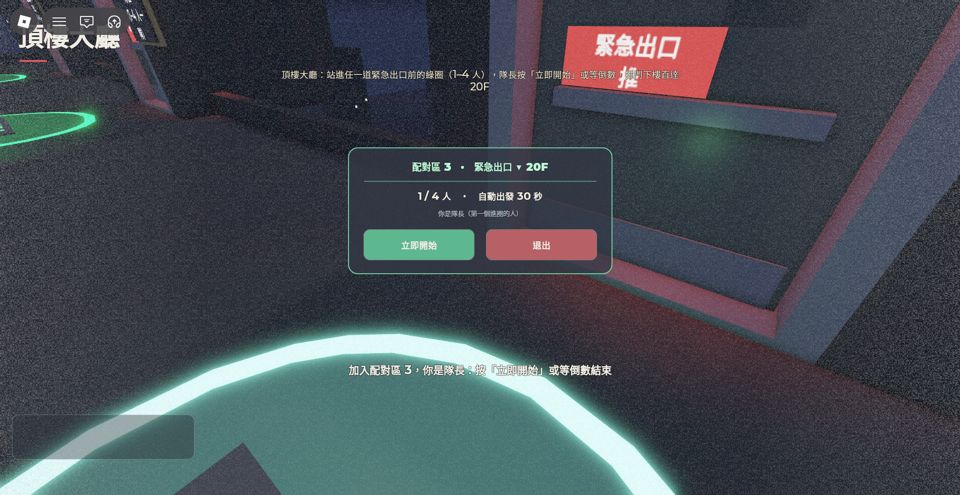 頂樓大廳
緊急出口
推
頂樓大廳：站進任一道緊急出口前的綠圈（1–4 人），隊長按「立即開始」或等倒數
下樓直達
20F
配對區 3 • 緊急出口 ▼ 20F
1 / 4 人 • 自動出發 30 秒
你是隊長（第一個進圈的人）
立即開始
退出
加入配對區 3，你是隊長：按「立即開始」或等倒數結束